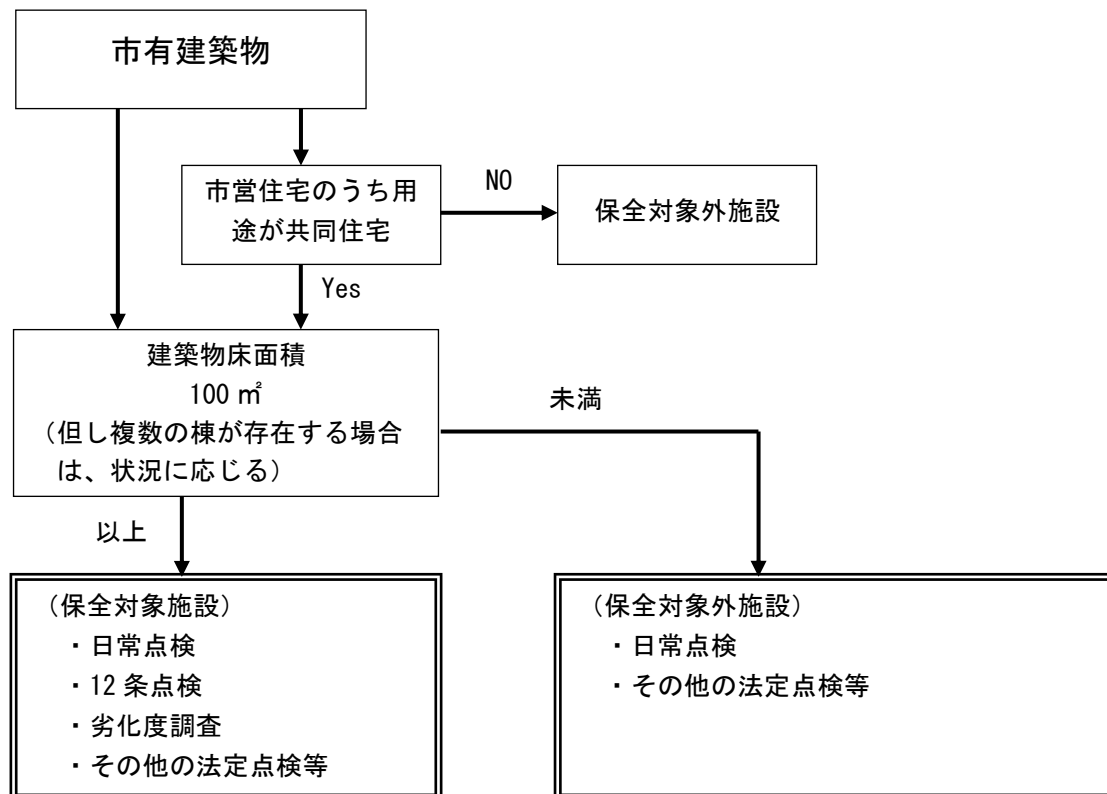 市有建築物
市営住宅のうち用
途が共同住宅
NO
保全対象外施設
Yes
建築物床面積
100 ㎡
（但し複数の棟が存在する場合
は、状況に応じる）
未満
以上
（保全対象施設）
・日常点検
・12 条点検
・劣化度調査
・その他の法定点検等
（保全対象外施設）
・日常点検
・その他の法定点検等